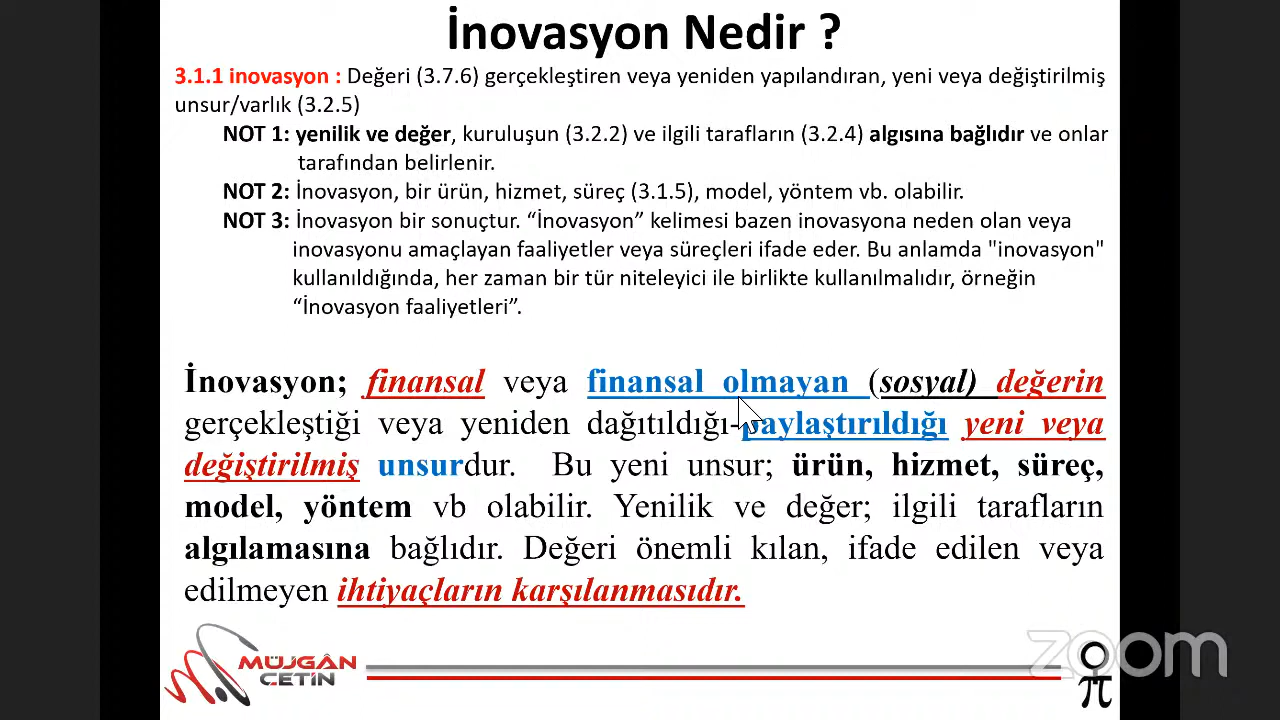 İnovasyon Nedir ?
3.1.1 inovasyon : Değeri (3.7.6) gerçekleştiren veya yeniden yapılandıran, yeni veya değiştirilmiş
unsur/varlık (3.2.5)
NOT 1: yenilik ve değer, kuruluşun (3.2.2) ve ilgili tarafların (3.2.4) algısına bağlıdır ve onlar
tarafından belirlenir.
NOT 2: İnovasyon, bir ürün, hizmet, süreç (3.1.5), model, yöntem vb. olabilir.
NOT 3: İnovasyon bir sonuçtur. “İnovasyon” kelimesi bazen inovasyona neden olan veya
inovasyonu amaçlayan faaliyetler veya süreçleri ifade eder. Bu anlamda "inovasyon"
kullanıldığında, her zaman bir tür niteleyici ile birlikte kullanılmalıdır, örneğin
“İnovasyon faaliyetleri”.
İnovasyon; finansal veya finansal olmayan (sosyal) değerin
gerçekleştiği veya yeniden dağıtıldığı-paylaştırıldığı yeni veya
değiştirilmiş unsurdur. Bu yeni unsur; ürün, hizmet, süreç,
model, yöntem vb olabilir. Yenilik ve değer; ilgili tarafların
algılamasına bağlıdır. Değeri önemli kılan, ifade edilen veya
edilmeyen ihtiyaçların karşılanmasıdır.
MÜJGÂN
ÇETİN
zoom
π